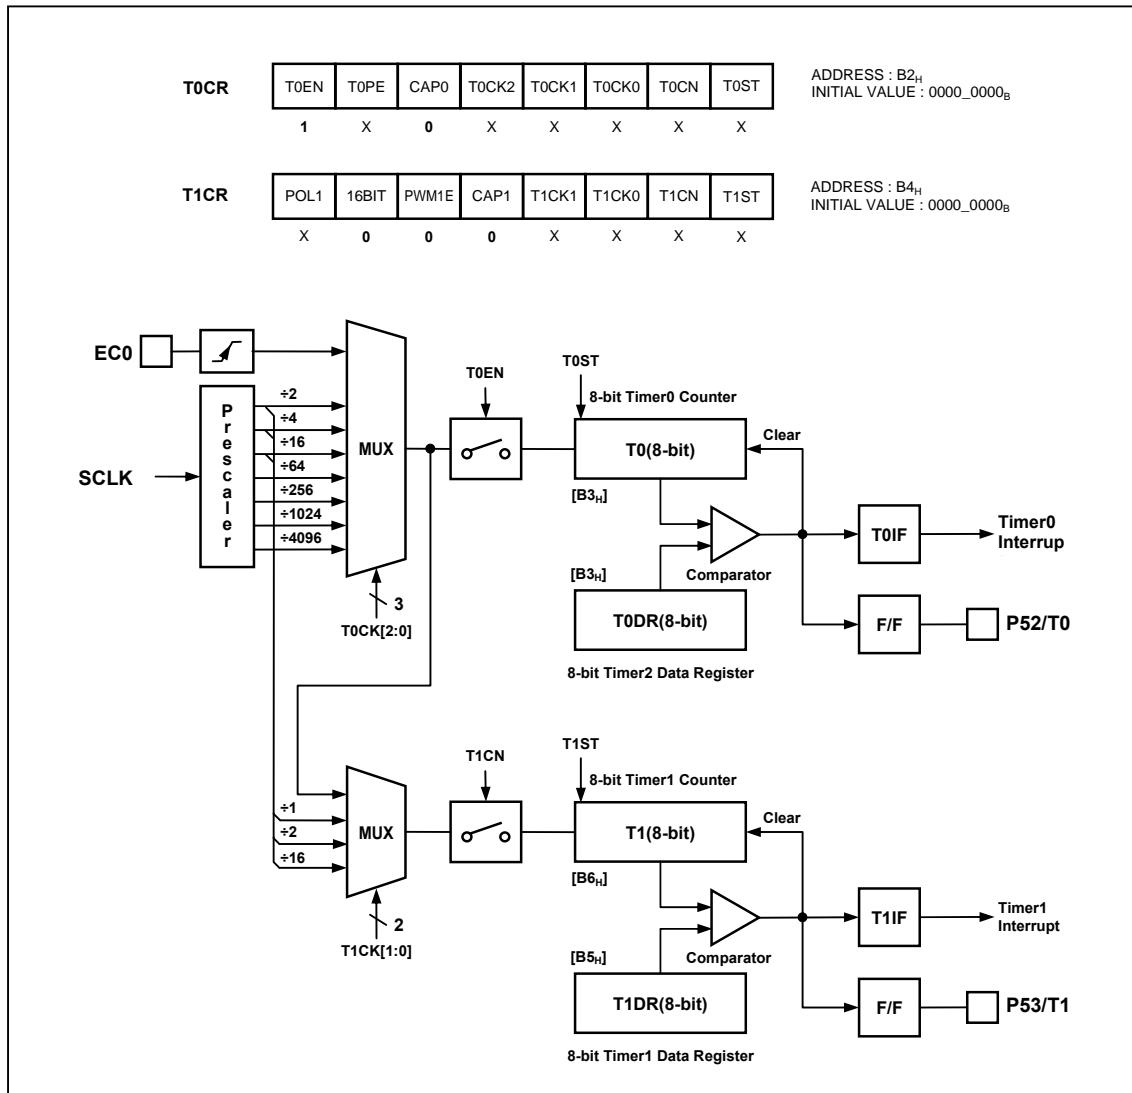 T0CR T0EN T0PE CAP0 T0CK2 T0CK1 T0CK0 T0CN T0ST
ADDRESS : B2H
INITIAL VALUE : 0000_0000B
1 X 0 X X X X X
T1CR POL1 16BIT PWM1E CAP1 T1CK1 T1CK0 T1CN T1ST
ADDRESS : B4H
INITIAL VALUE : 0000_0000B
X 0 0 0 X X X X
EC0
SCLK
Prescaler
÷2
÷4
÷16
÷64
÷256
÷1024
÷4096
MUX
3
T0CK[2:0]
T0EN
T0ST
8-bit Timer0 Counter
T0(8-bit)
Clear
[B3H]
Comparator
[B3H]
T0DR(8-bit)
8-bit Timer2 Data Register
T0IF
Timer0
Interrup
F/F
P52/T0
÷1
÷2
÷16
MUX
2
T1CK[1:0]
T1CN
T1ST
8-bit Timer1 Counter
T1(8-bit)
Clear
[B6H]
Comparator
[B5H]
T1DR(8-bit)
8-bit Timer1 Data Register
T1IF
Timer1
Interrupt
F/F
P53/T1